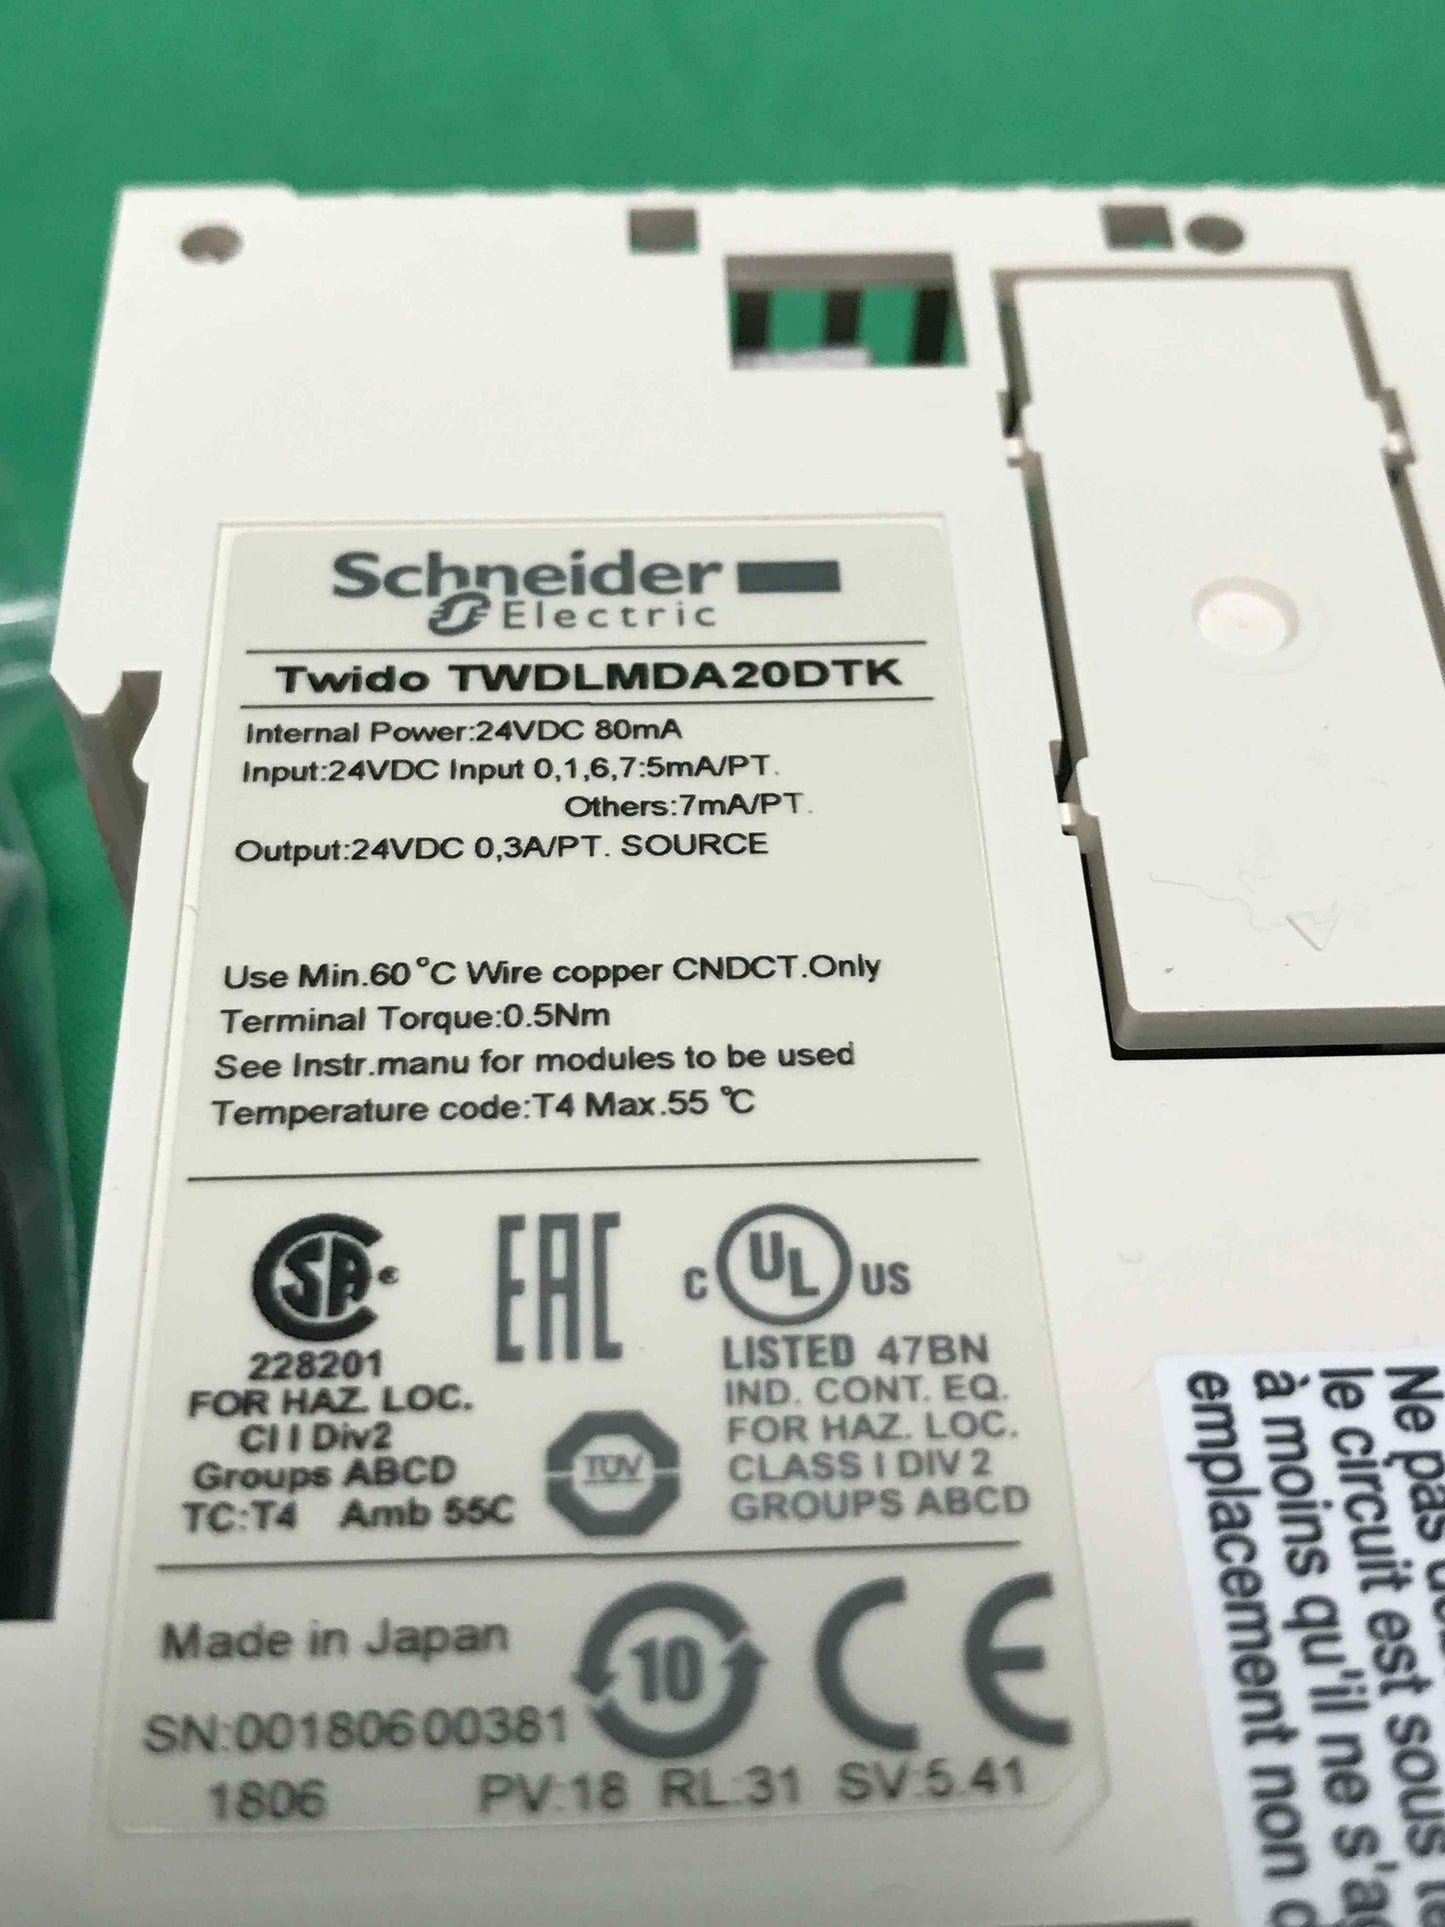 Schneider
Electric
Twido TWDLMDA20DTK
Internal Power:24VDC 80mA
Input:24VDC Input 0,1,6,7:5mA/PT.
Others:7mA/PT.
Output:24VDC 0,3A/PT. SOURCE
Use Min.60°C Wire copper CNDCT.Only
Terminal Torque:0.5Nm
See Instr.manu for modules to be used
Temperature code:T4 Max.55 °C
SA
228201
FOR HAZ. LOC.
Cl I Div2
Groups ABCD
TC:T4 Amb 55C
EAC
TÜV
C UL US
LISTED 47BN
IND. CONT. EQ.
FOR HAZ. LOC.
CLASS I DIV 2
GROUPS ABCD
Made in Japan
SN:00180600381
1806
10
CE
PV:18 RL:31 SV:5.41
Ne pas
le circuit est sous
à moins qu'il ne
emplacement non